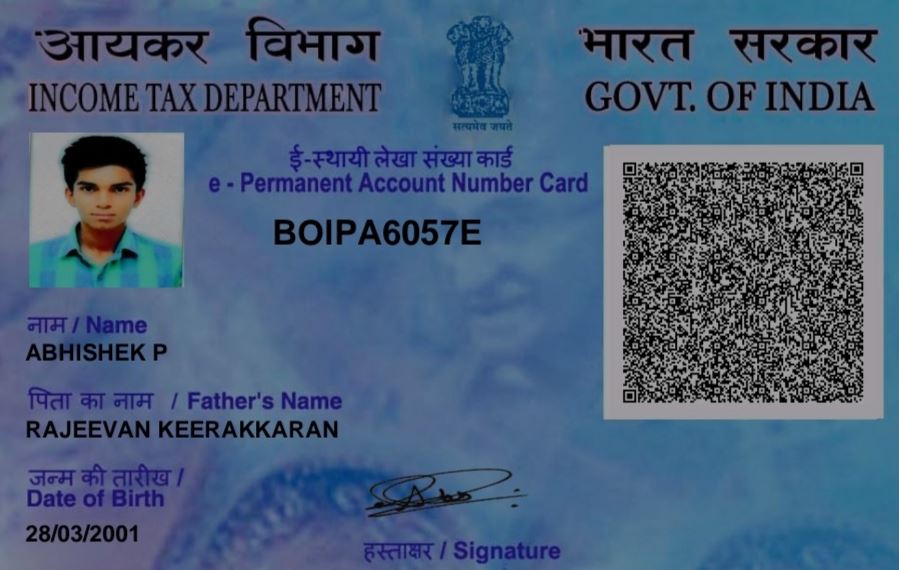 आयकर विभाग
INCOME TAX DEPARTMENT
सत्यमेव जयते
भारत सरकार
GOVT. OF INDIA
ई-स्थायी लेखा संख्या कार्ड
e - Permanent Account Number Card
BOIPA6057E
नाम / Name
ABHISHEK P
पिता का नाम / Father's Name
RAJEEVAN KEERAKKARAN
जन्म की तारीख /
Date of Birth
28/03/2001
हस्ताक्षर / Signature